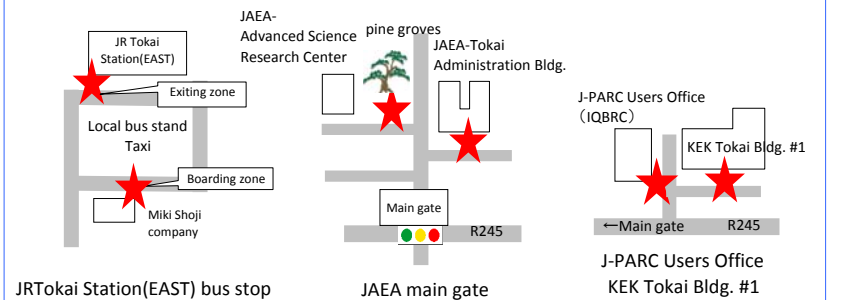 JR Tokai
Station(EAST)
Exiting zone
Local bus stand
Taxi
Boarding zone
Miki Shoji
company
JRTokai Station(EAST) bus stop
JAEA-
Advanced Science
Research Center
pine groves
JAEA-Tokai
Administration Bldg.
Main gate
R245
JAEA main gate
J-PARC Users Office
（IQBRC）
KEK Tokai Bldg. #1
←Main gate
R245
J-PARC Users Office
KEK Tokai Bldg. #1